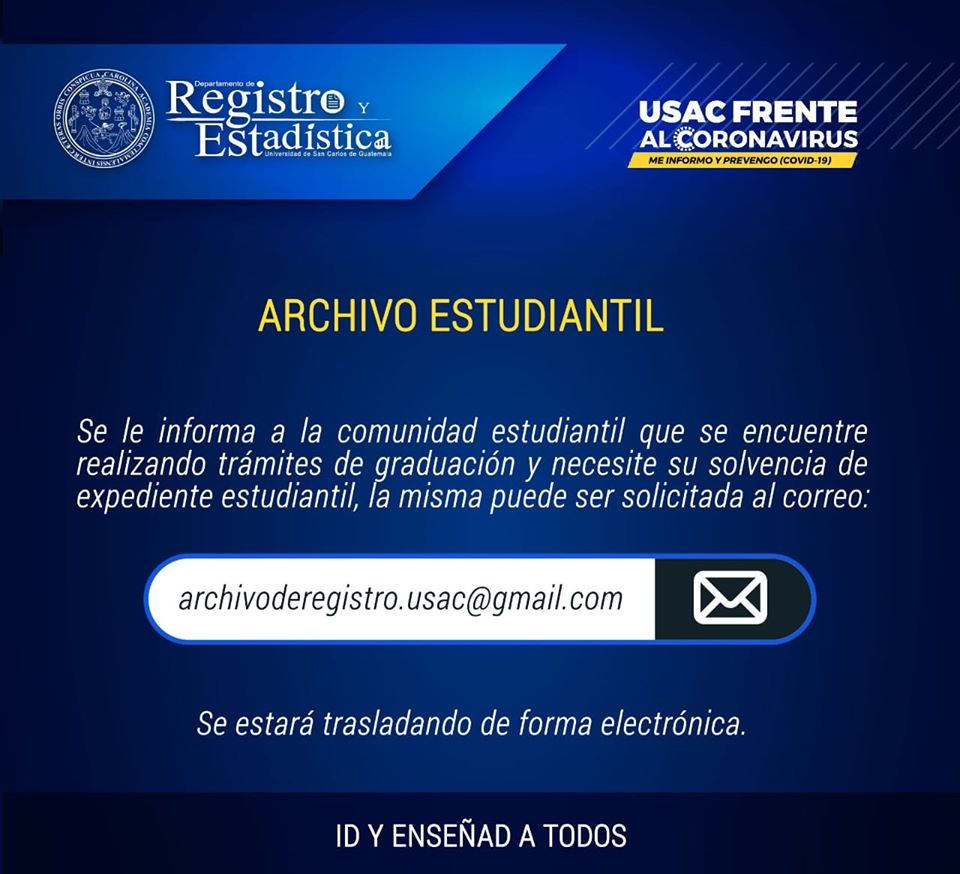 Departamento de
Registro Y
Estadística
Universidad de San Carlos de Guatemala
USAC FRENTE
AL CORONAVIRUS
ME INFORMO Y PREVENGO (COVID-19)
ARCHIVO ESTUDIANTIL
Se le informa a la comunidad estudiantil que se encuentre
realizando trámites de graduación y necesite su solvencia de
expediente estudiantil, la misma puede ser solicitada al correo:
archivoderegistro.usac@gmail.com
Se estará trasladando de forma electrónica.
ID Y ENSEÑAD A TODOS